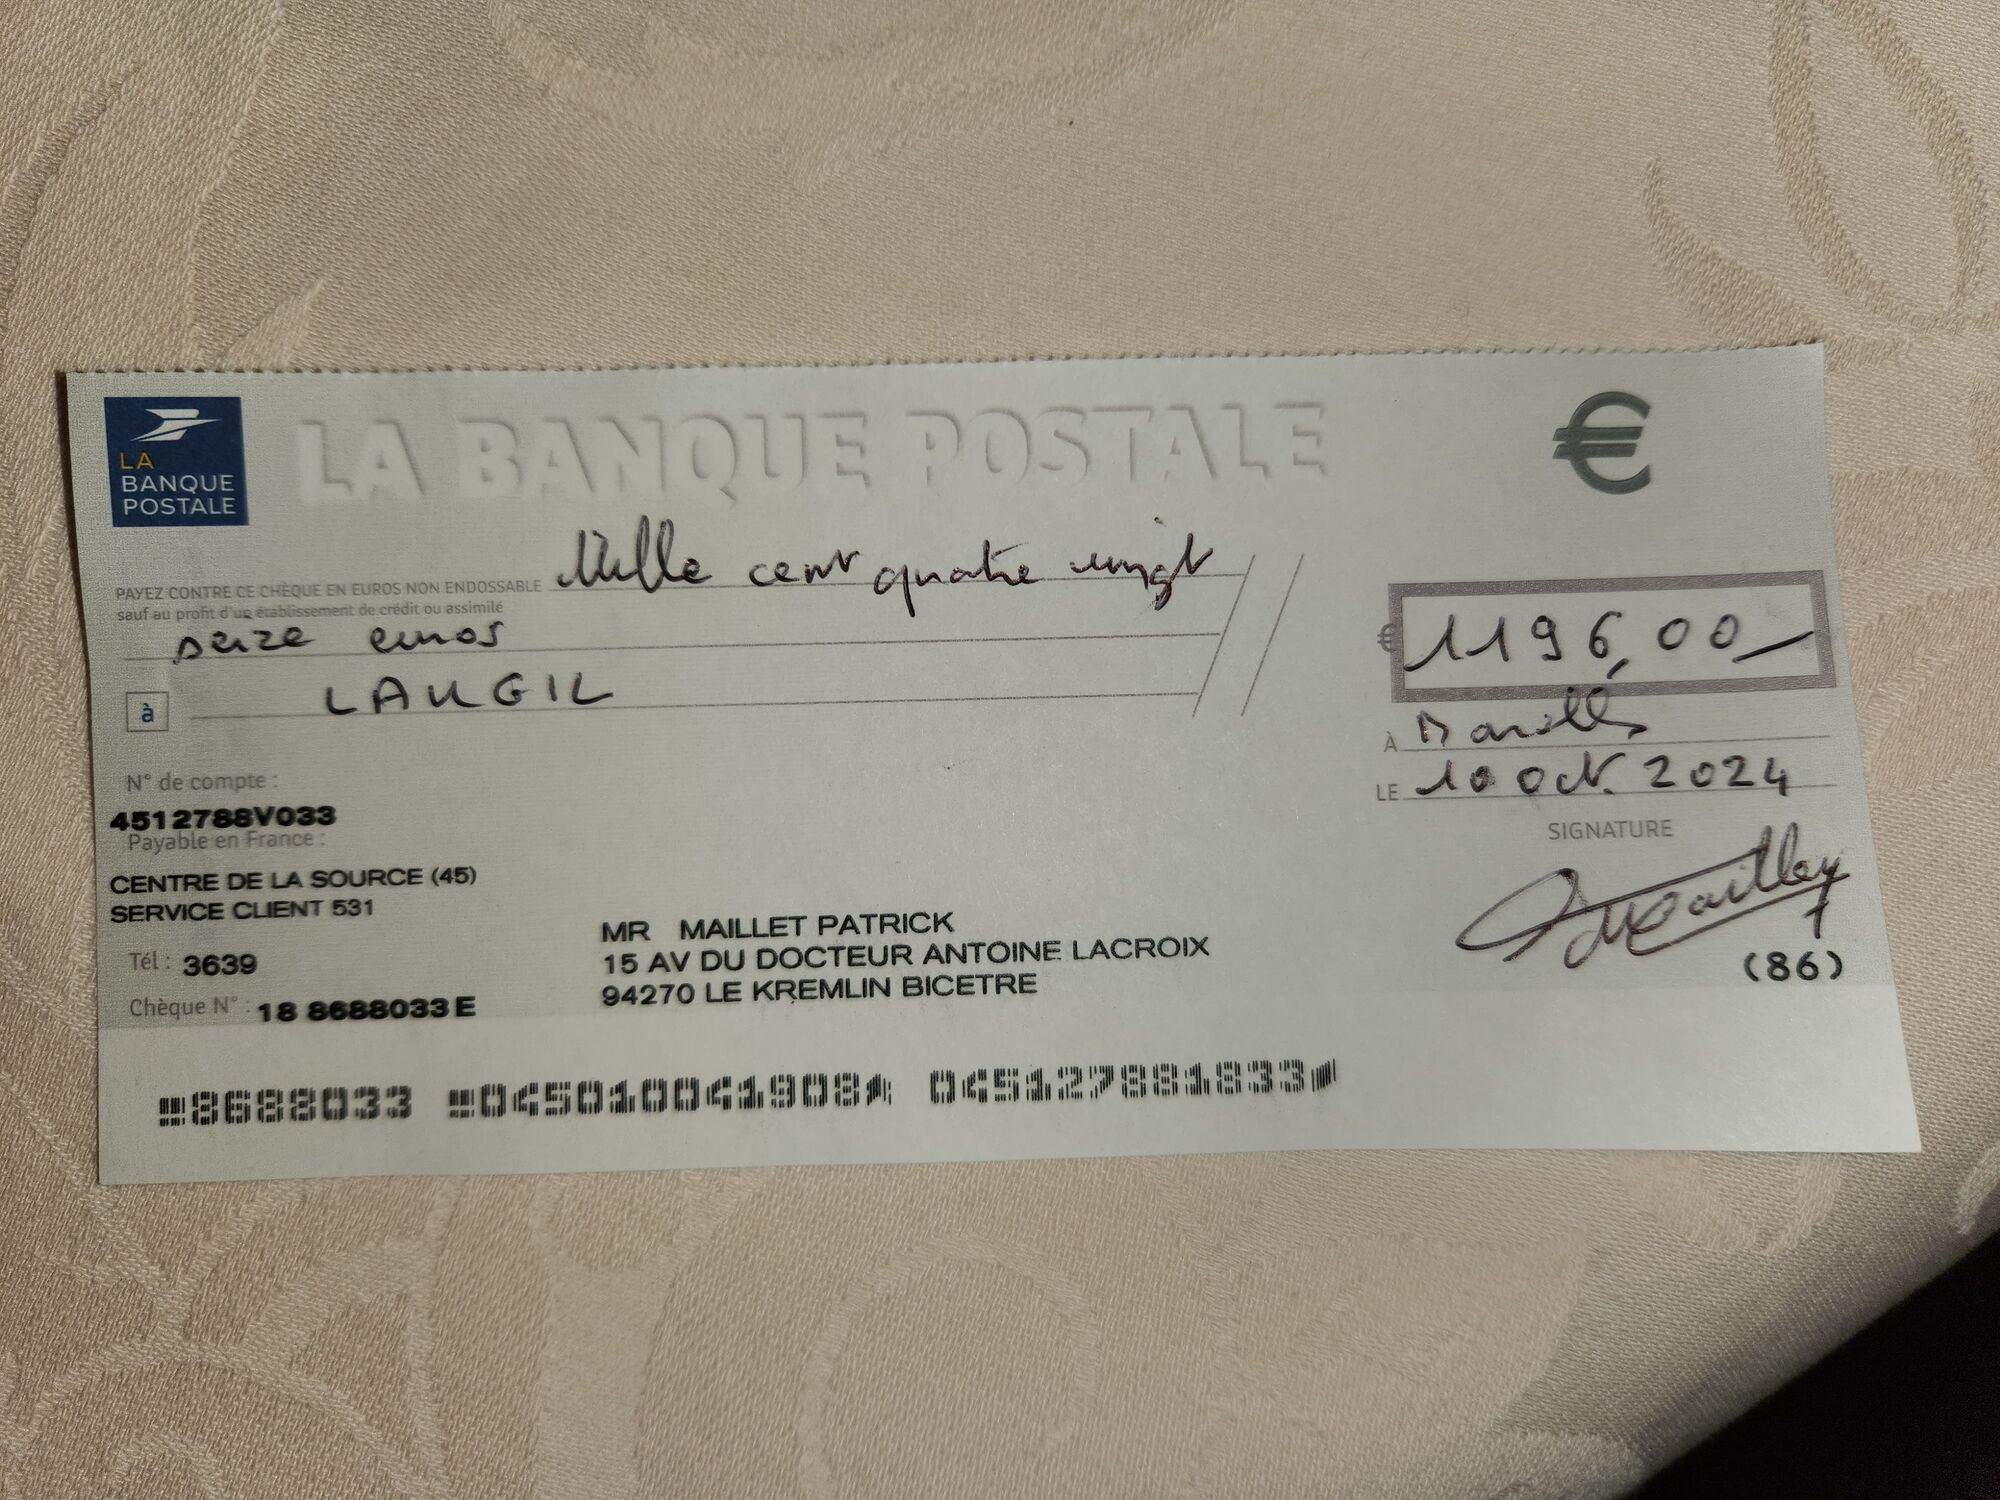 LA BANQUE POSTALE
€
LA
BANQUE
POSTALE
PAYEZ CONTRE CE CHÈQUE EN EUROS NON ENDOSSABLE Mille cent quatre vingt
sauf au profit d'un établissement de crédit ou assimilé
seize euros
€ 1196,00
à LAUGIL
À
LE 10 oct. 2024
N° de compte :
4512788V033
Payable en France :
CENTRE DE LA SOURCE (45)
SERVICE CLIENT 531
Tél : 3639
Chèque N° : 18 8688033 E
MR MAILLET PATRICK
15 AV DU DOCTEUR ANTOINE LACROIX
94270 LE KREMLIN BICETRE
SIGNATURE
(86)
8688033 045010041908 045127881833